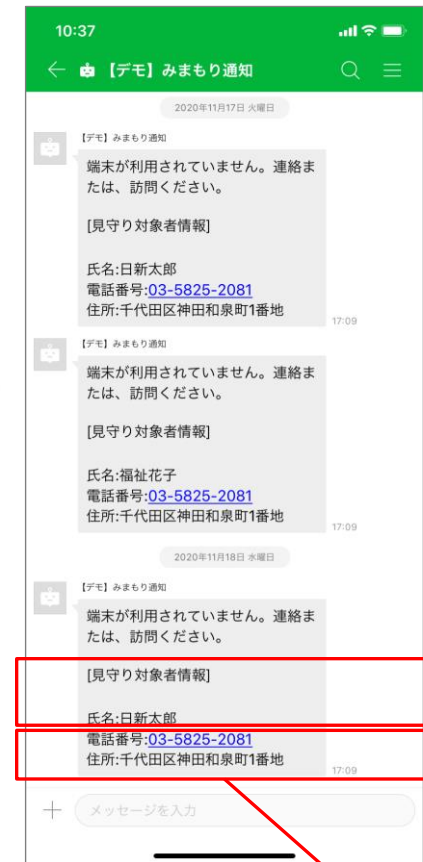 10:37
【デモ】みまもり通知
2020年11月17日 火曜日
【デモ】みまもり通知
端末が利用されていません。連絡ま
たは、訪問ください。
[見守り対象者情報]
氏名:日新太郎
電話番号:03-5825-2081
住所:千代田区神田和泉町1番地
17:09
【デモ】みまもり通知
端末が利用されていません。連絡ま
たは、訪問ください。
[見守り対象者情報]
氏名:福祉花子
電話番号:03-5825-2081
住所:千代田区神田和泉町1番地
17:09
2020年11月18日 水曜日
【デモ】みまもり通知
端末が利用されていません。連絡ま
たは、訪問ください。
[見守り対象者情報]
氏名:日新太郎
電話番号:03-5825-2081
住所:千代田区神田和泉町1番地
17:09
メッセージを入力